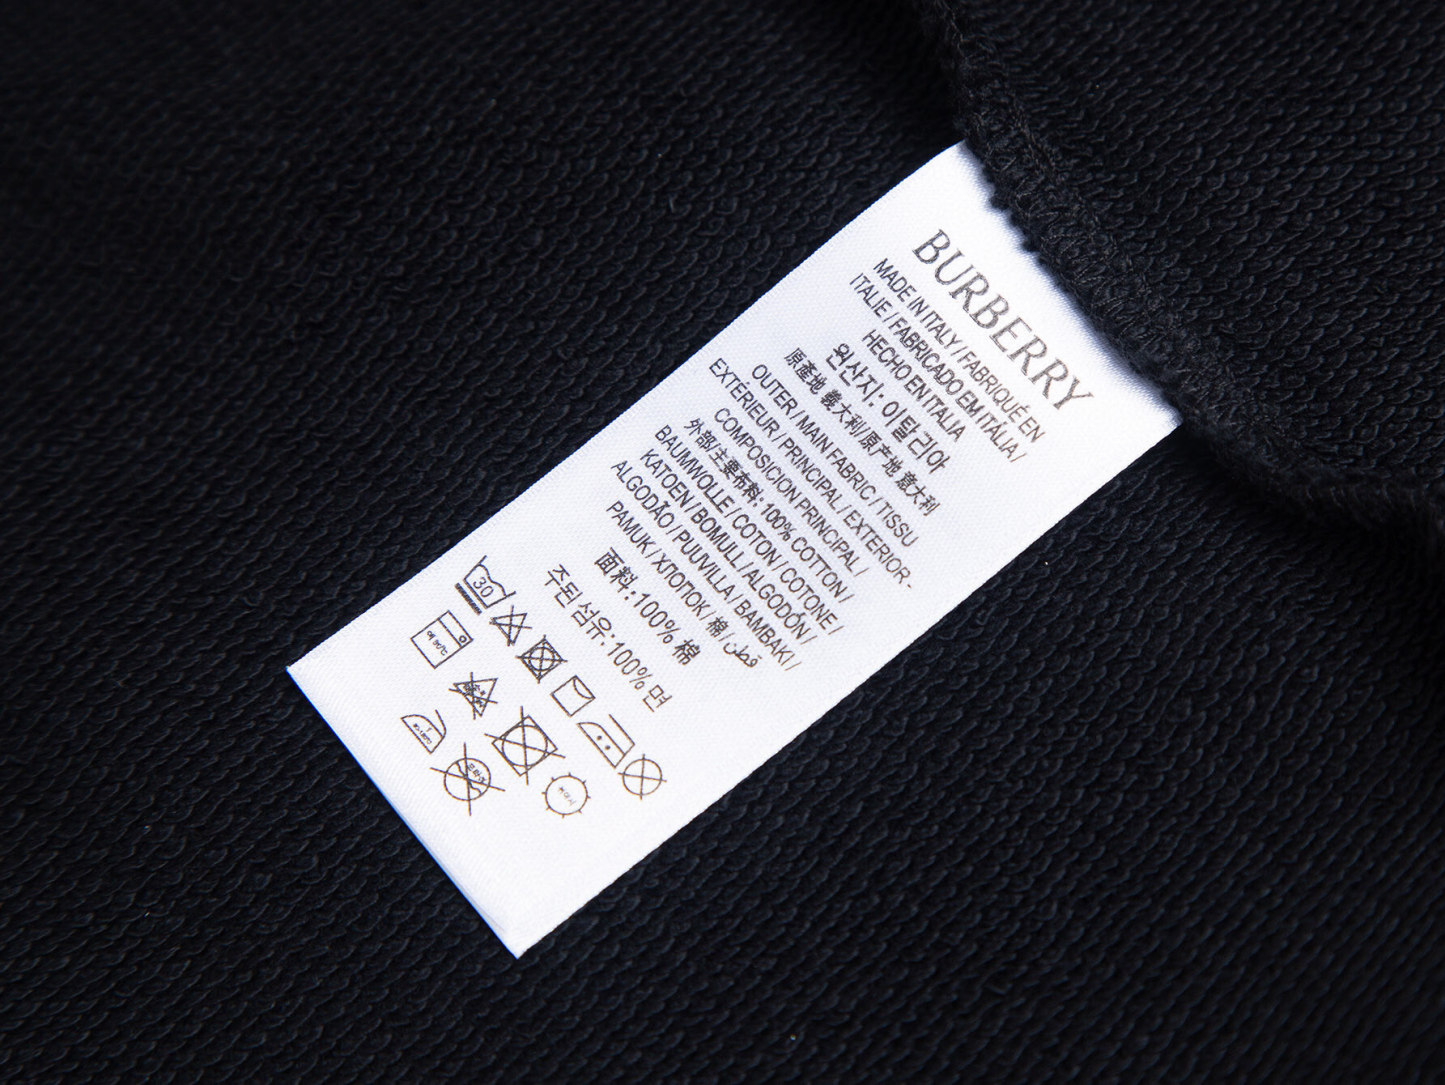 BURBERRY
MADE IN ITALY / FABRIQUÉ EN
ITALIE / FABRICADO EM ITÁLIA /
HECHO EN ITALIA
원산지: 이탈리아
原產地 義大利/原产地 意大利
OUTER / MAIN FABRIC / TISSU
EXTÉRIEUR / PRINCIPAL / EXTERIOR -
COMPOSICION PRINCIPAL /
外部/主要布料: 100% COTTON /
BAUMWOLLE / COTON / COTONE /
KATOEN / BOMULL / ALGODÓN /
ALGODÃO / PUUVILLA / BAMBAKI /
PAMUK / ХЛОПОК / 棉 / قطن
面料: 100% 棉
주된 섬유: 100% 면
30